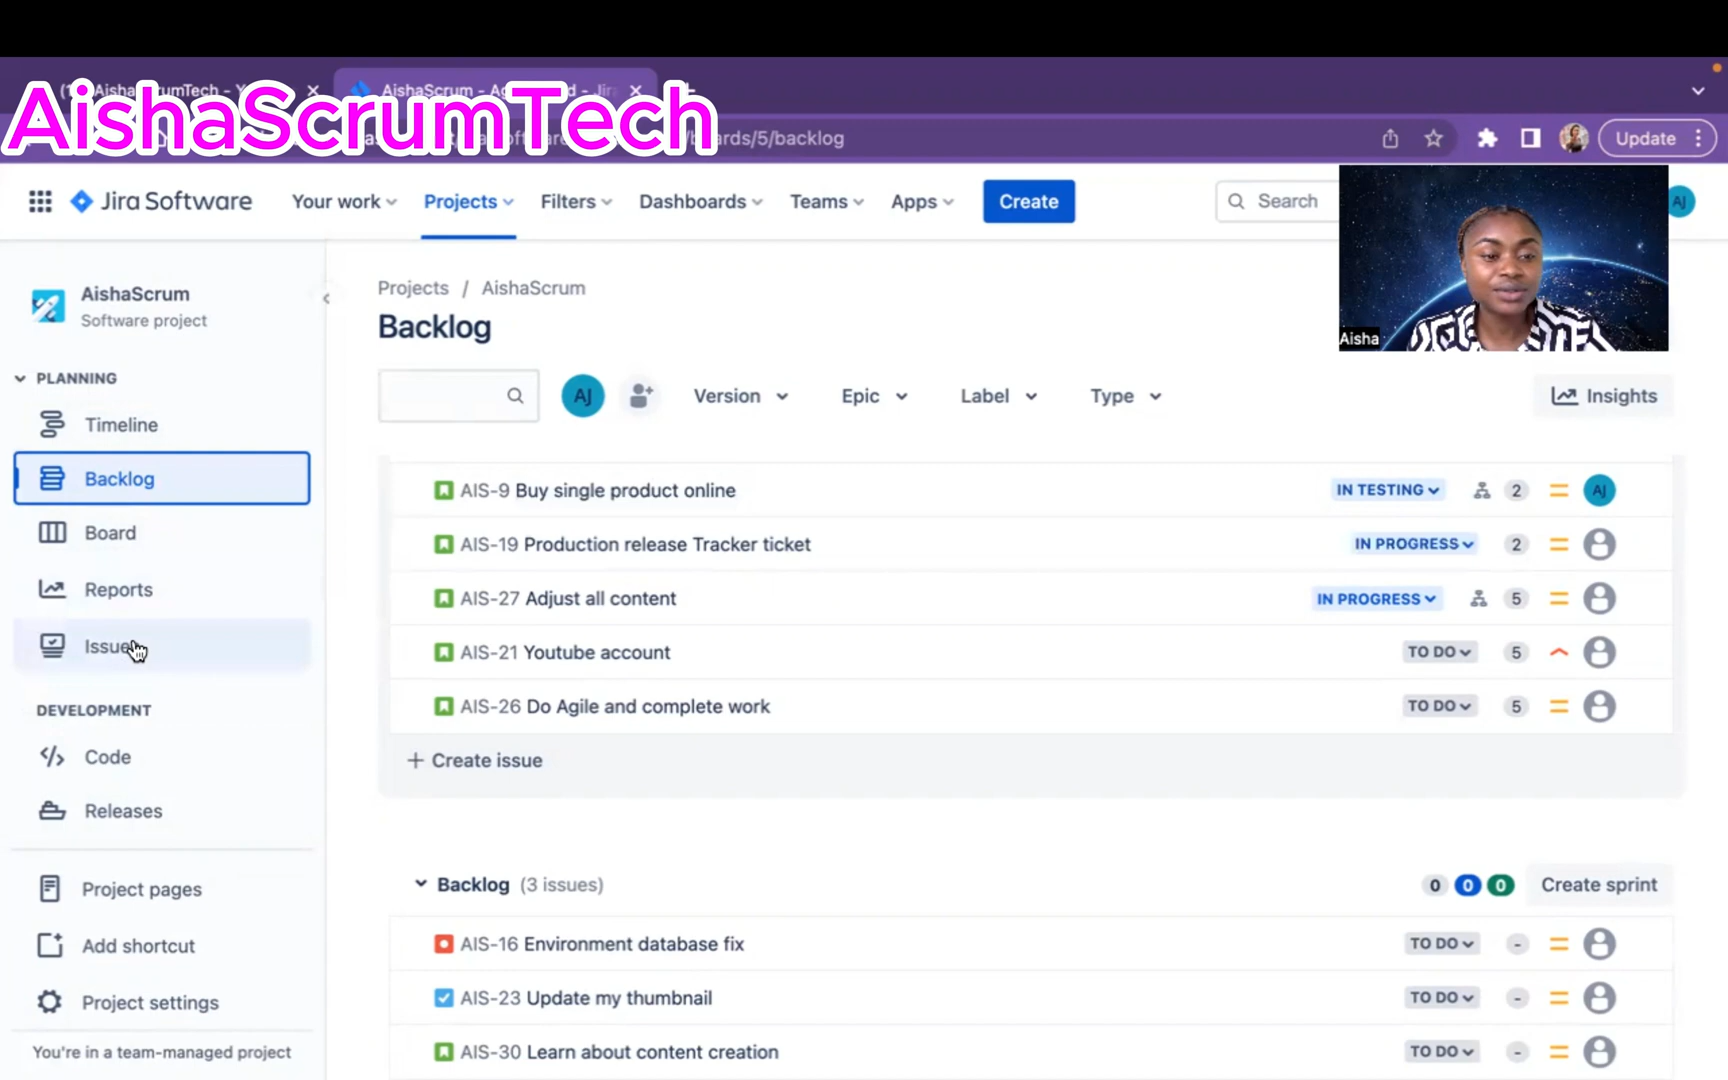 AishaScrumTech
AishaScrum - Ag
/boards/5/backlog
Update
Jira Software
Your work
Projects
Filters
Dashboards
Teams
Apps
Create
Search
AJ
Aisha
AishaScrum
Software project
PLANNING
Timeline
Backlog
Board
Reports
Issues
DEVELOPMENT
Code
Releases
Project pages
Add shortcut
Project settings
You're in a team-managed project
Projects / AishaScrum
Backlog
AJ
Version
Epic
Label
Type
Insights
AIS-9 Buy single product online IN TESTING 2 AJ
AIS-19 Production release Tracker ticket IN PROGRESS 2
AIS-27 Adjust all content IN PROGRESS 5
AIS-21 Youtube account TO DO 5
AIS-26 Do Agile and complete work TO DO 5
+ Create issue
Backlog (3 issues) 0 0 0 Create sprint
AIS-16 Environment database fix TO DO -
AIS-23 Update my thumbnail TO DO -
AIS-30 Learn about content creation TO DO -